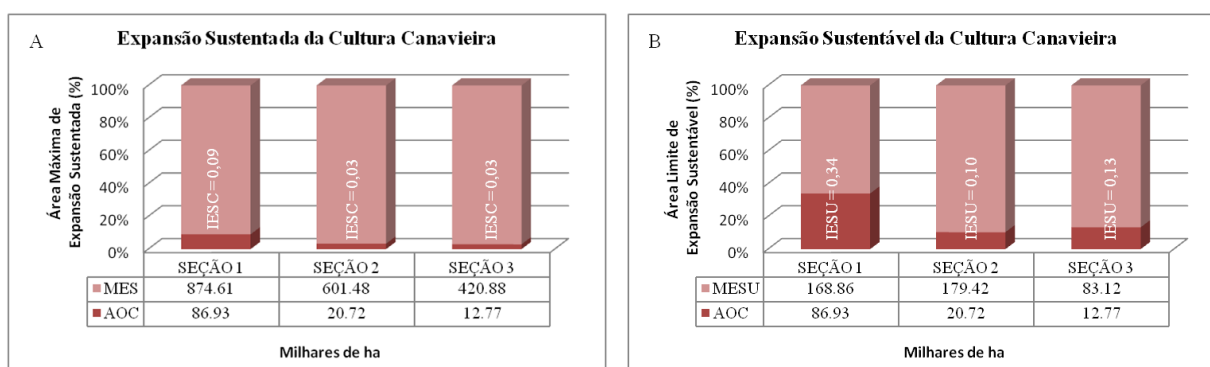 A
Expansão Sustentada da Cultura Canavieira
Área Máxima de
Expansão Sustentada (%)
100%
80%
60%
40%
20%
0%
IESC = 0,09
IESC = 0,03
IESC = 0,03
SEÇÃO 1 SEÇÃO 2 SEÇÃO 3
MES 874.61 601.48 420.88
AOC 86.93 20.72 12.77
Milhares de ha
B
Expansão Sustentável da Cultura Canavieira
Área Limite de
Expansão Sustentável (%)
100%
80%
60%
40%
20%
0%
IESU = 0,34
IESU = 0,10
IESU = 0,13
SEÇÃO 1 SEÇÃO 2 SEÇÃO 3
MESU 168.86 179.42 83.12
AOC 86.93 20.72 12.77
Milhares de ha